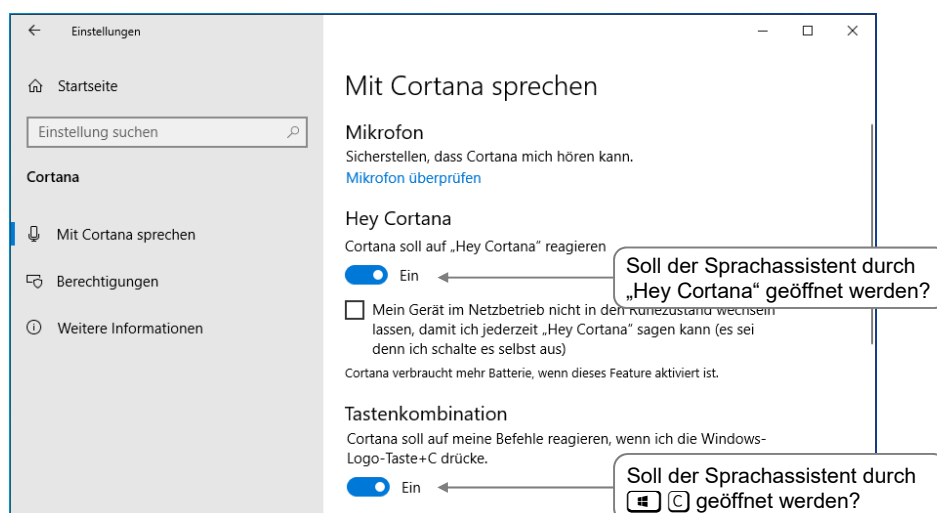 Einstellungen
Startseite
Einstellung suchen
Cortana
Mit Cortana sprechen
Berechtigungen
Weitere Informationen
Mit Cortana sprechen
Mikrofon
Sicherstellen, dass Cortana mich hören kann.
Mikrofon überprüfen
Hey Cortana
Cortana soll auf „Hey Cortana“ reagieren
Ein
Soll der Sprachassistent durch
„Hey Cortana“ geöffnet werden?
Mein Gerät im Netzbetrieb nicht in den Ruhezustand wechseln
lassen, damit ich jederzeit „Hey Cortana“ sagen kann (es sei
denn ich schalte es selbst aus)
Cortana verbraucht mehr Batterie, wenn dieses Feature aktiviert ist.
Tastenkombination
Cortana soll auf meine Befehle reagieren, wenn ich die Windows-
Logo-Taste+C drücke.
Ein
Soll der Sprachassistent durch
C geöffnet werden?